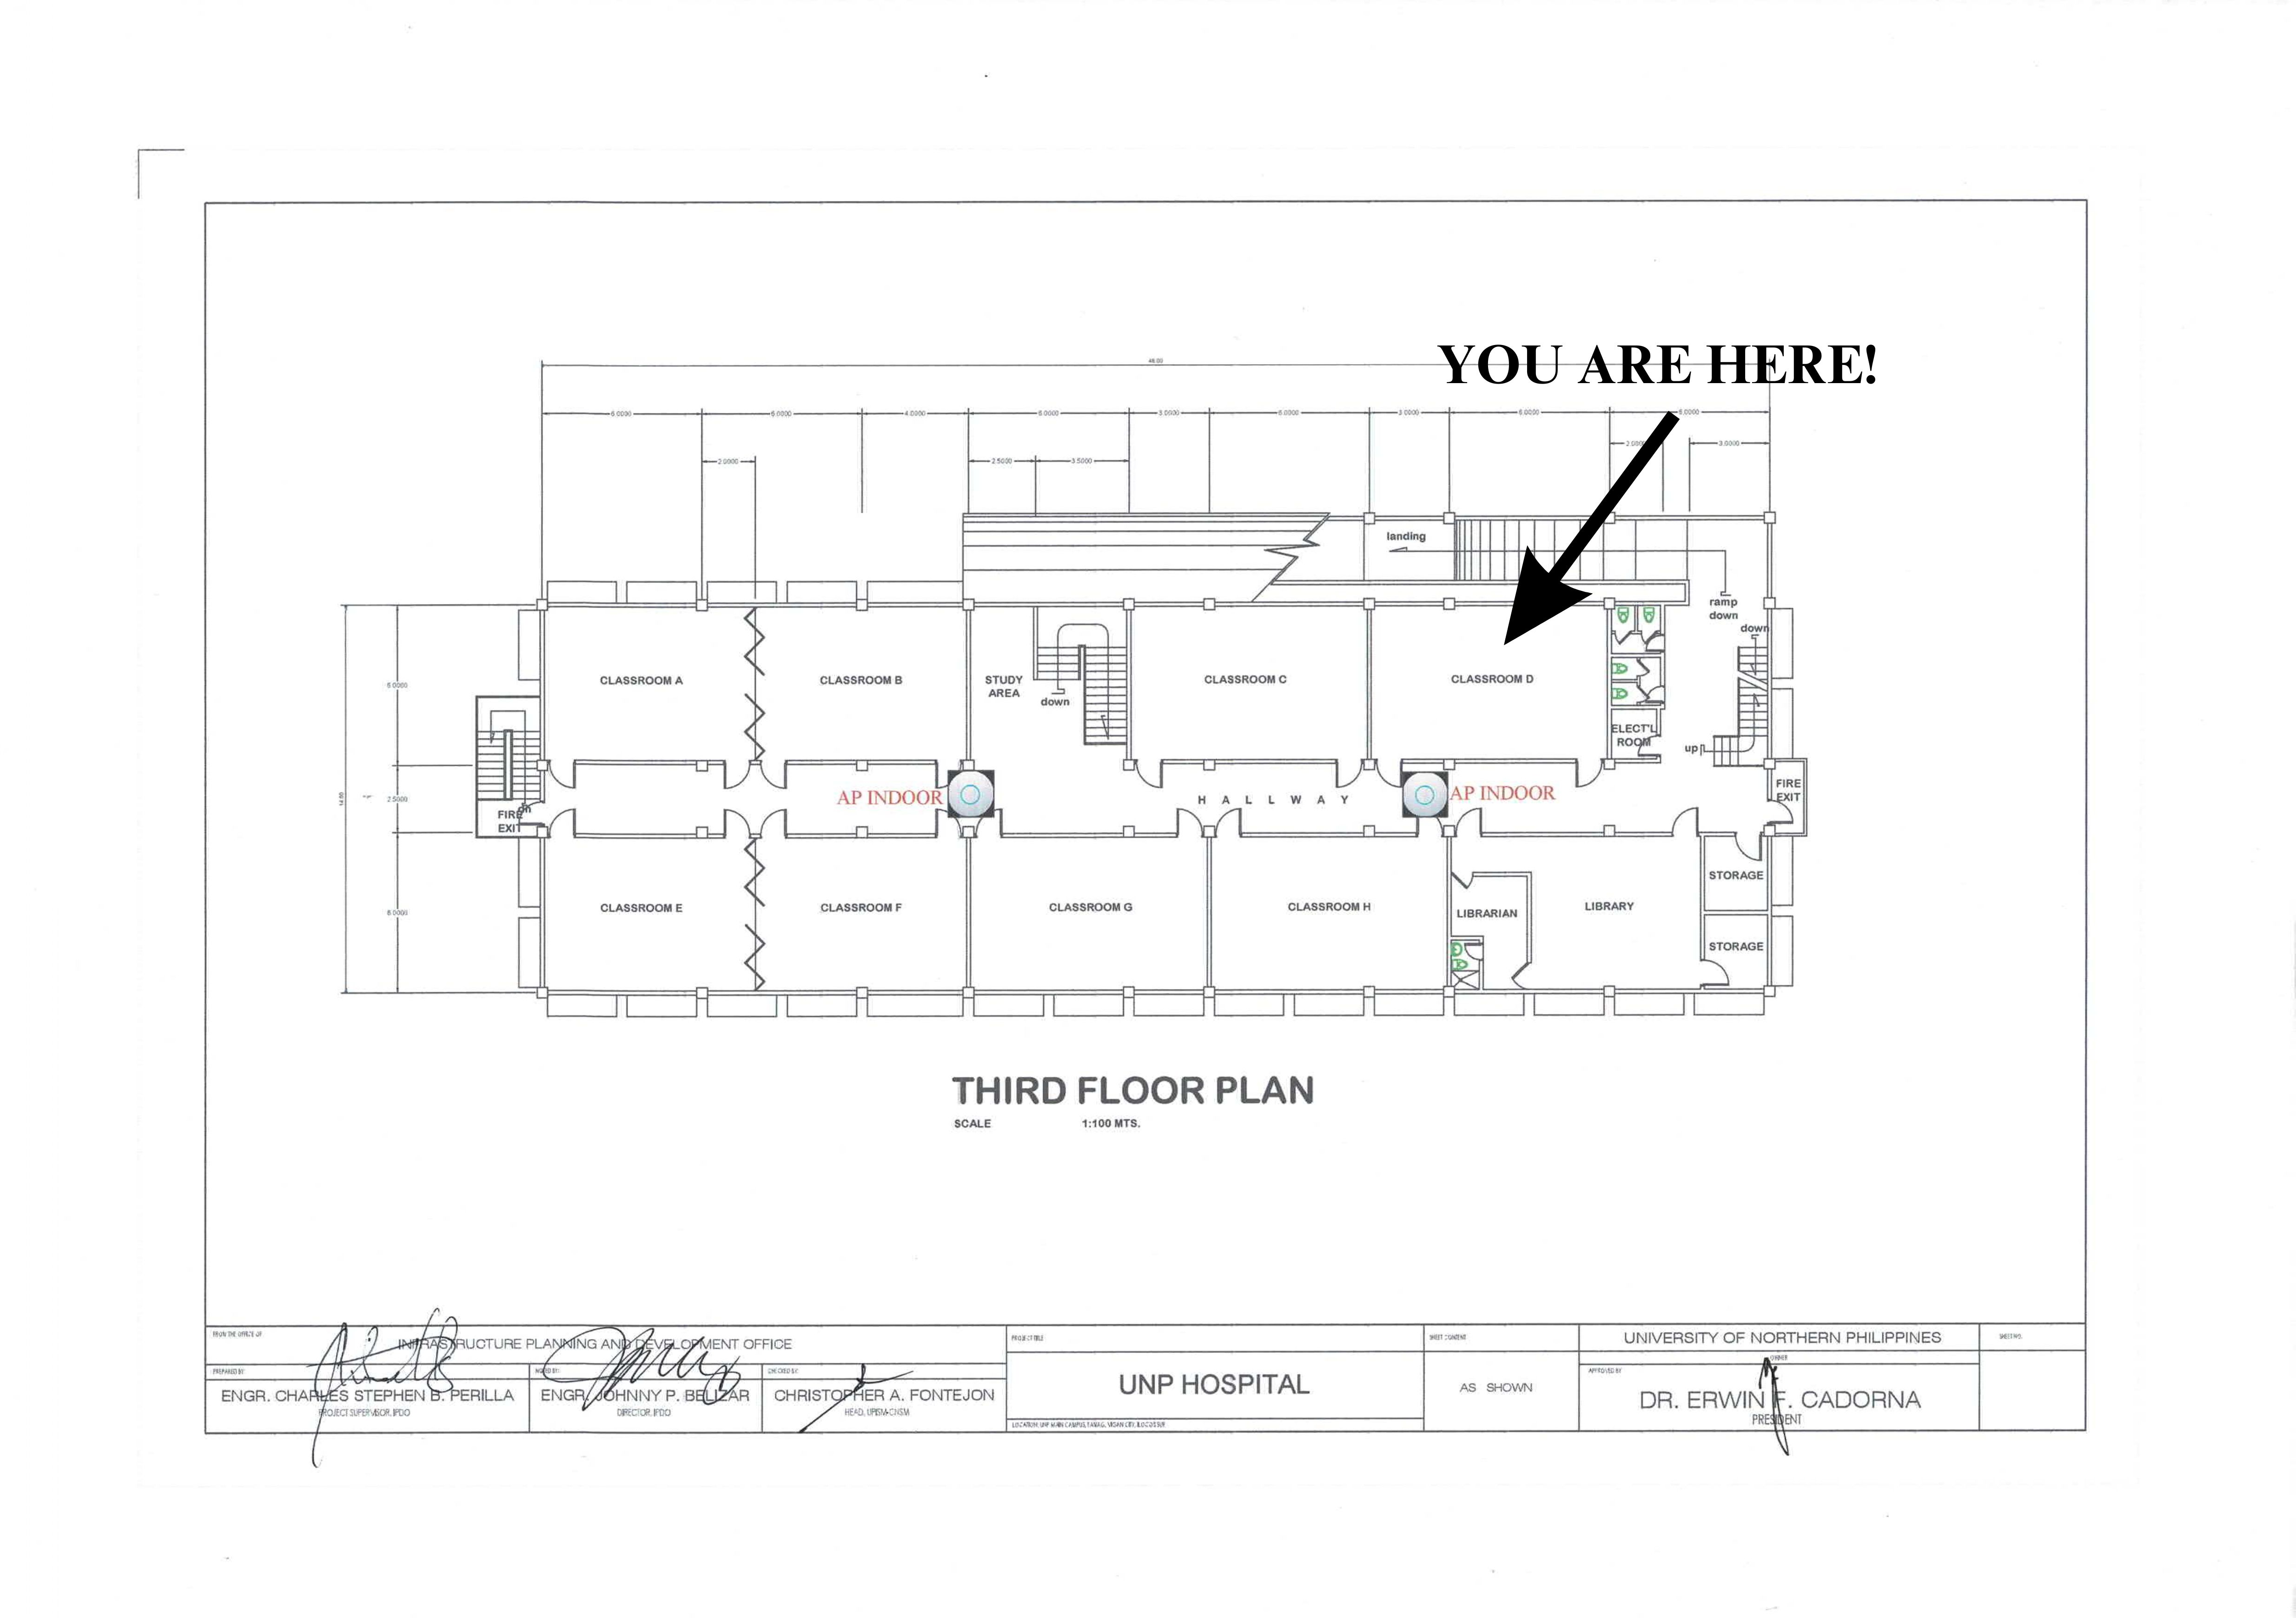 YOU ARE HERE!
48.00
6.0000
6.0000
4.0000
6.0000
3.0000
6.0000
3.0000
6.0000
6.0000
2.0000
2.5000
3.5000
3.0000
landing
ramp
down
down
CLASSROOM A
CLASSROOM B
STUDY
AREA
down
CLASSROOM C
CLASSROOM D
ELECT'L
ROOM
up
6.0000
2.5000
6.0000
FIRE
EXIT
dn
AP INDOOR
HALLWAY
AP INDOOR
FIRE
EXIT
CLASSROOM E
CLASSROOM F
CLASSROOM G
CLASSROOM H
LIBRARIAN
LIBRARY
STORAGE
STORAGE
THIRD FLOOR PLAN
SCALE 1:100 MTS.
FROM THE OFFICE OF
INFRASTRUCTURE PLANNING AND DEVELOPMENT OFFICE
PREPARED BY:
ENGR. CHARLES STEPHEN B. PERILLA
PROJECT SUPERVISOR, IPDO
NOTED BY:
ENGR. JOHNNY P. BELIZAR
DIRECTOR, IPDO
CHECKED BY:
CHRISTOPHER A. FONTEJON
HEAD, UPISM-CNSM
PROJECT TITLE
UNP HOSPITAL
LOCATION: UNP MAIN CAMPUS, TAMAG, VIGAN CITY, ILOCOS SUR
SHEET CONTENT
AS SHOWN
UNIVERSITY OF NORTHERN PHILIPPINES
OWNER
APPROVED BY
DR. ERWIN F. CADORNA
PRESIDENT
SHEET NO.